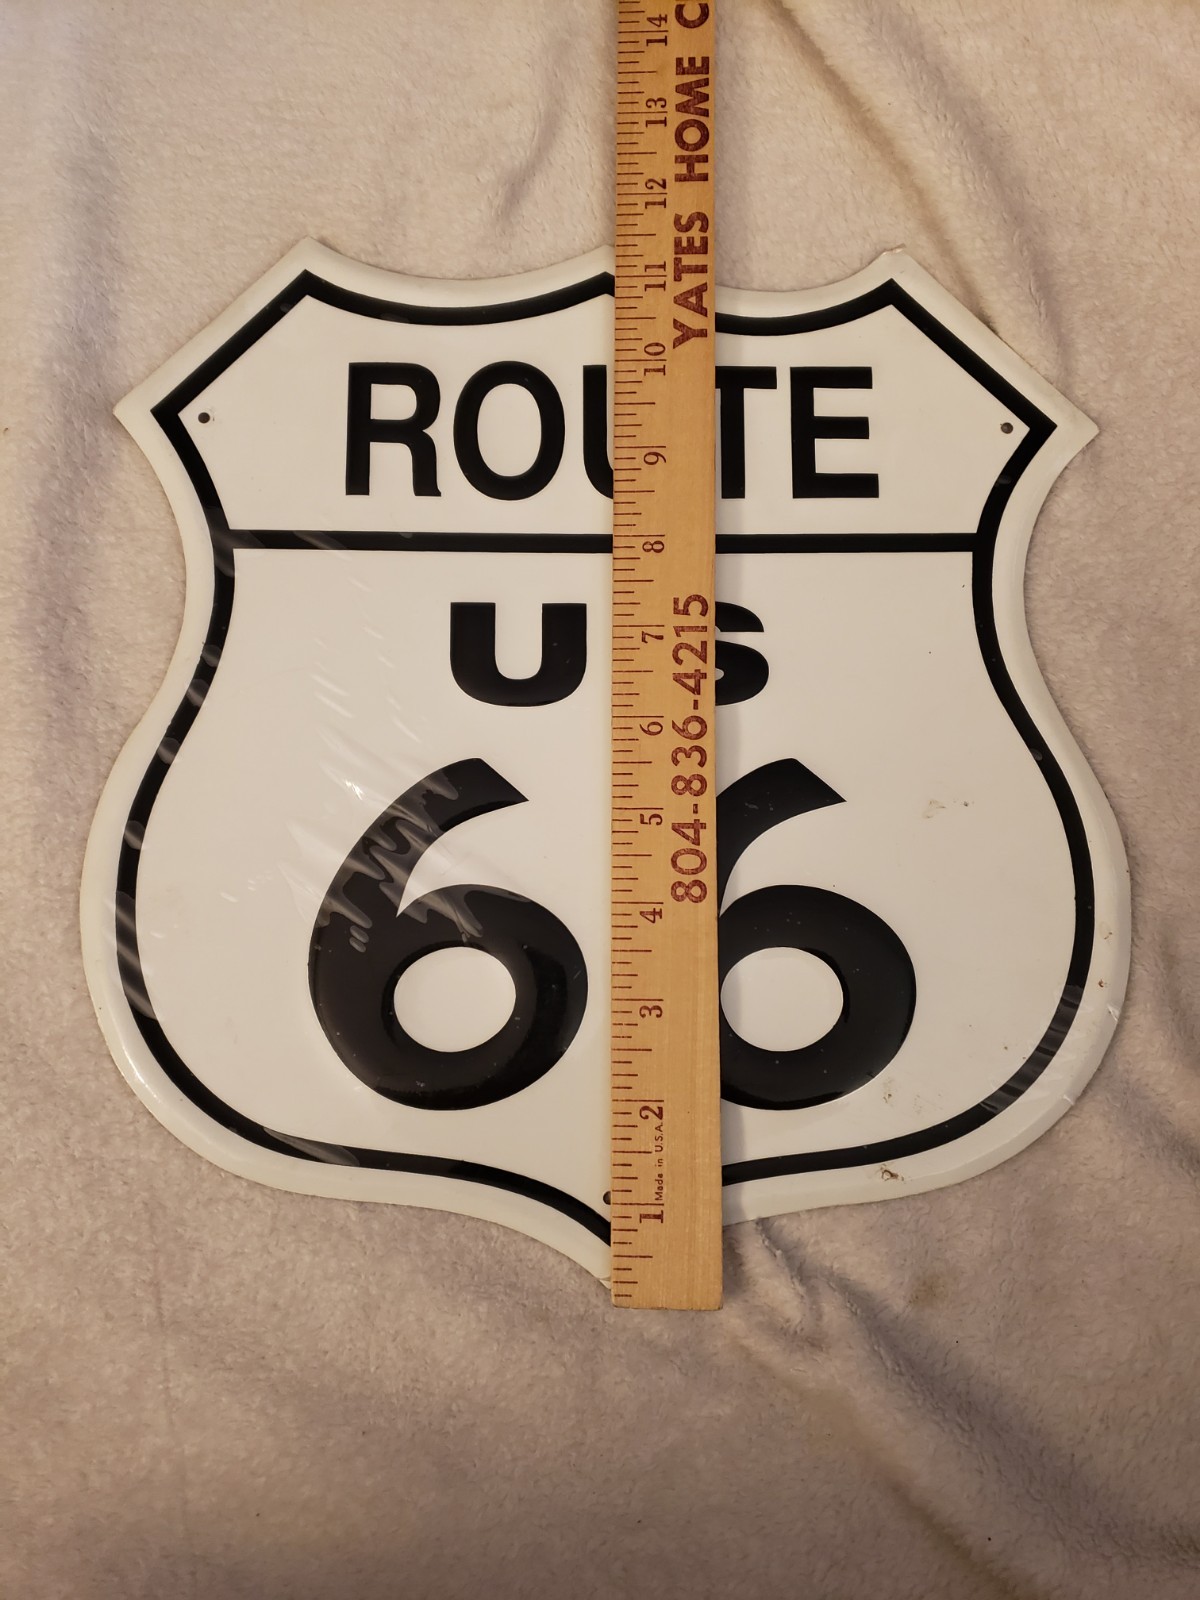 ROUTE
US
66
YATES HOME C
804-836-4215
Made in U.S.A.
1 2 3 4 5 6 7 8 9 10 11 12 13 14